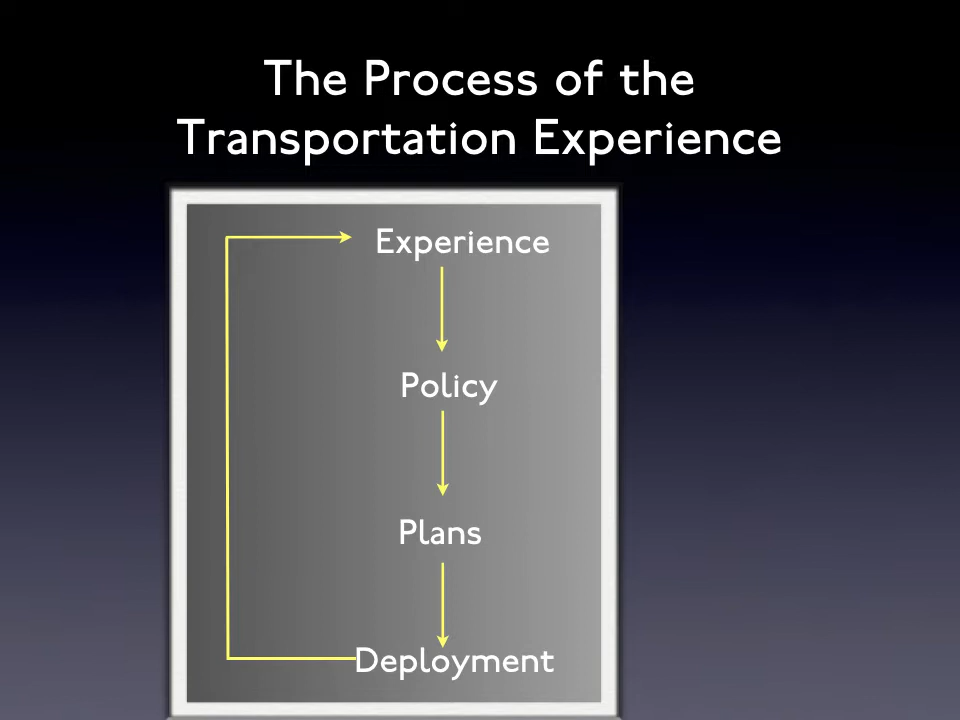 The Process of the
Transportation Experience
Experience
Policy
Plans
Deployment